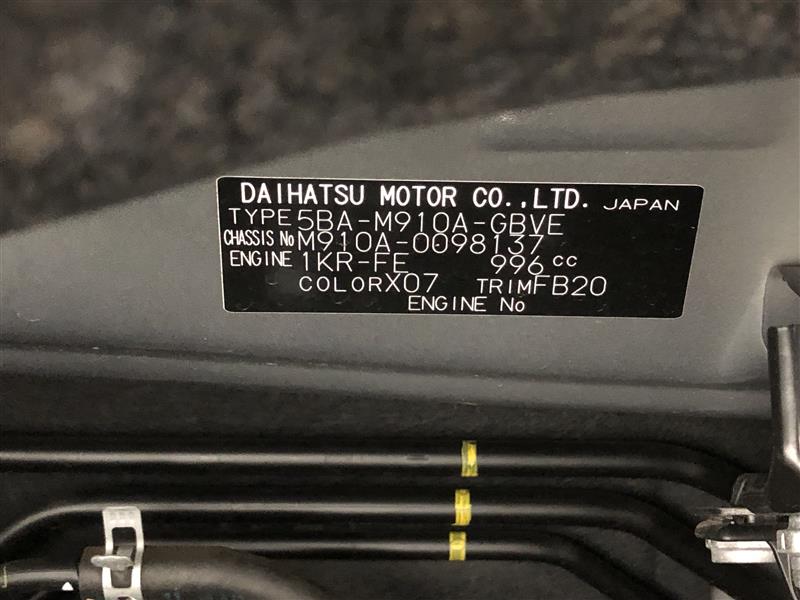 DAIHATSU MOTOR CO.,LTD. JAPAN
TYPE 5BA-M910A-GBVE
CHASSIS No M910A-0098137
ENGINE 1KR-FE 996 cc
COLOR X07 TRIM FB20
ENGINE No